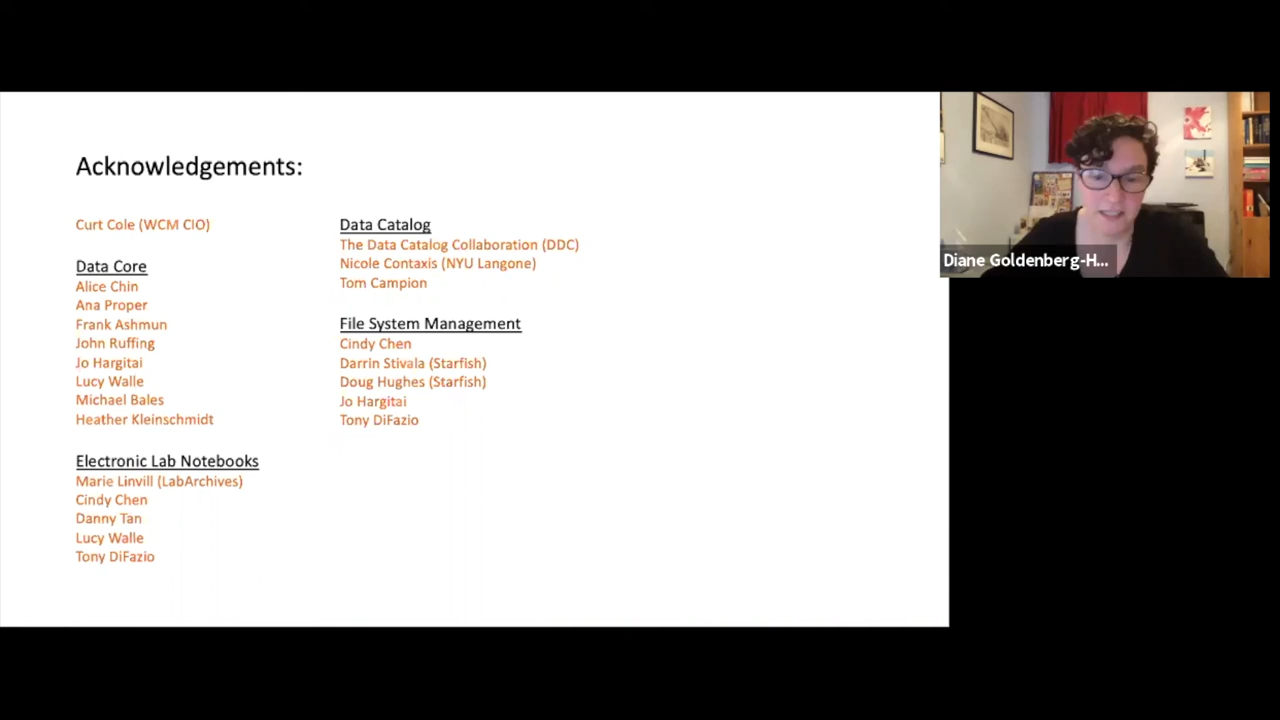 Acknowledgements:
Curt Cole (WCM CIO)
Data Core
Alice Chin
Ana Proper
Frank Ashmun
John Ruffing
Jo Hargitai
Lucy Walle
Michael Bales
Heather Kleinschmidt
Electronic Lab Notebooks
Marie Linvill (LabArchives)
Cindy Chen
Danny Tan
Lucy Walle
Tony DiFazio
Data Catalog
The Data Catalog Collaboration (DDC)
Nicole Contaxis (NYU Langone)
Tom Campion
File System Management
Cindy Chen
Darrin Stivala (Starfish)
Doug Hughes (Starfish)
Jo Hargitai
Tony DiFazio
Diane Goldenberg-H...